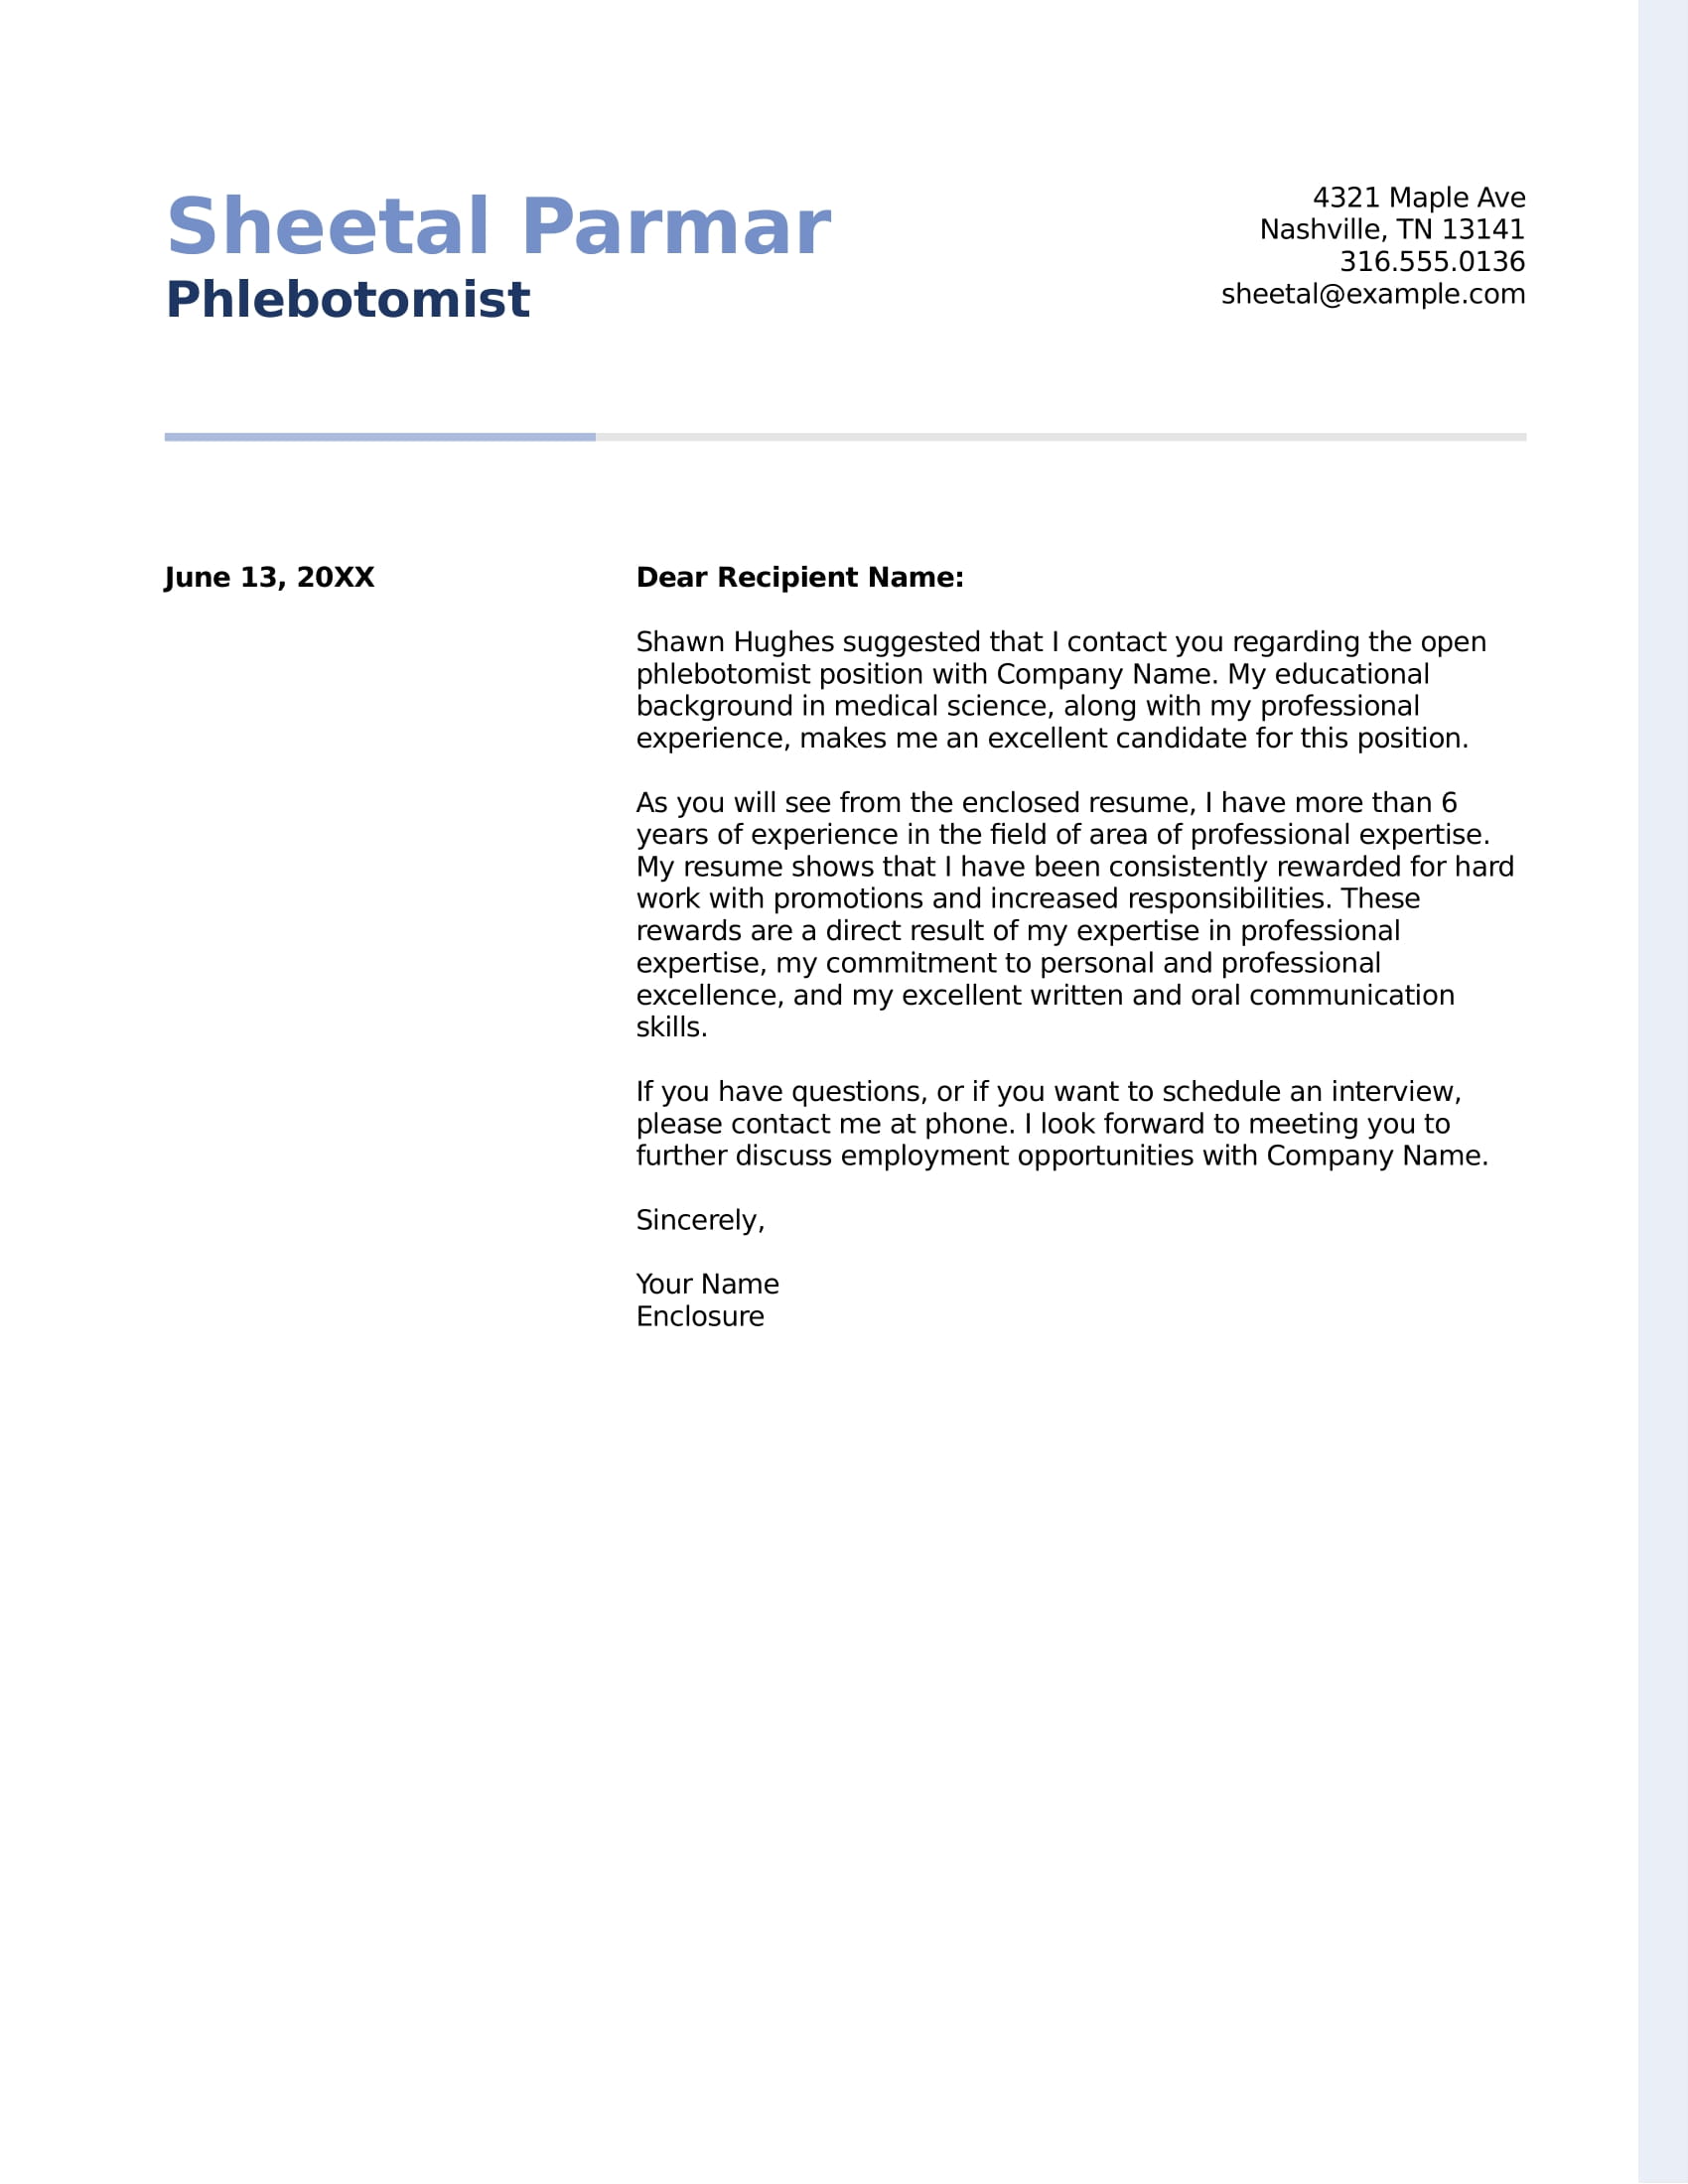 Sheetal Parmar
Phlebotomist
4321 Maple Ave
Nashville, TN 13141
316.555.0136
sheetal@example.com
June 13, 20XX
Dear Recipient Name:
Shawn Hughes suggested that I contact you regarding the open
phlebotomist position with Company Name. My educational
background in medical science, along with my professional
experience, makes me an excellent candidate for this position.
As you will see from the enclosed resume, I have more than 6
years of experience in the field of area of professional expertise.
My resume shows that I have been consistently rewarded for hard
work with promotions and increased responsibilities. These
rewards are a direct result of my expertise in professional
expertise, my commitment to personal and professional
excellence, and my excellent written and oral communication
skills.
If you have questions, or if you want to schedule an interview,
please contact me at phone. I look forward to meeting you to
further discuss employment opportunities with Company Name.
Sincerely,
Your Name
Enclosure